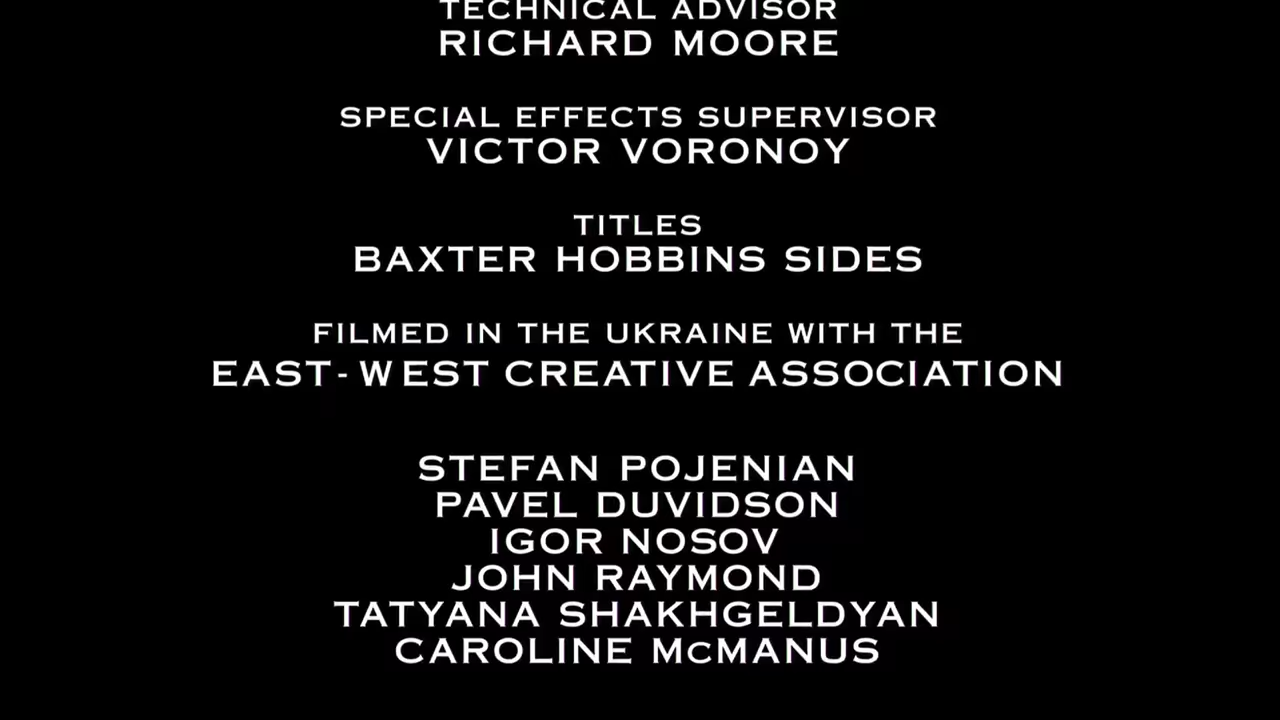 TECHNICAL ADVISOR
RICHARD MOORE
SPECIAL EFFECTS SUPERVISOR
VICTOR VORONOY
TITLES
BAXTER HOBBINS SIDES
FILMED IN THE UKRAINE WITH THE
EAST-WEST CREATIVE ASSOCIATION
STEFAN POJENIAN
PAVEL DUVIDSON
IGOR NOSOV
JOHN RAYMOND
TATYANA SHAKHGELDYAN
CAROLINE McMANUS